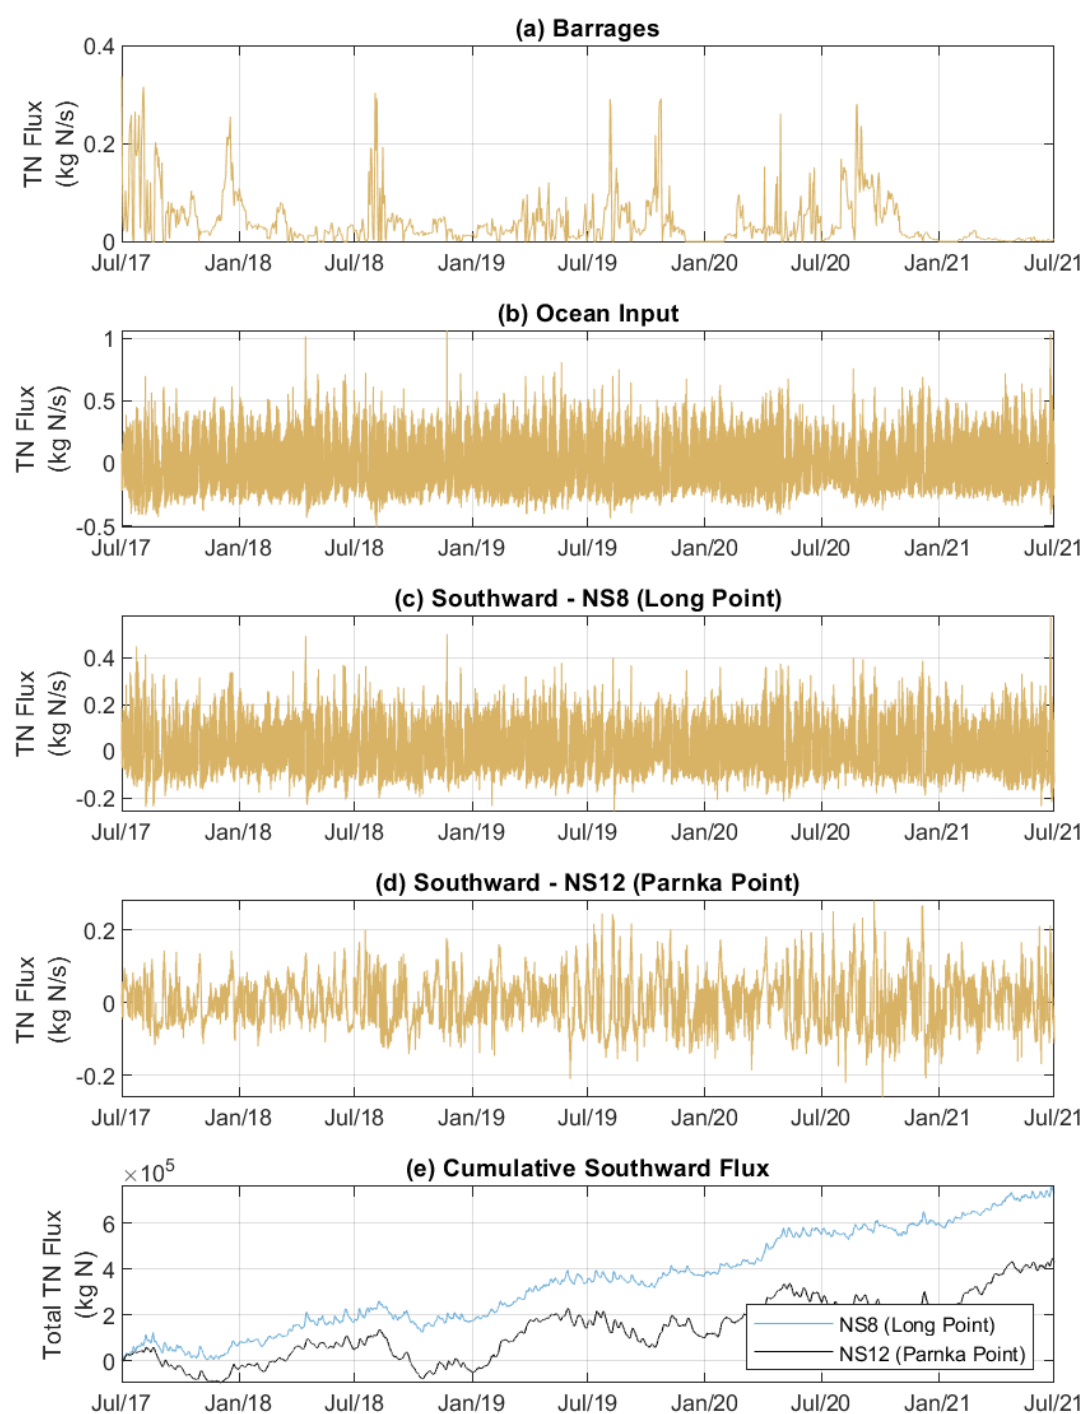 (a) Barrages
TN Flux
(kg N/s)
0.4
0.2
0
Jul/17 Jan/18 Jul/18 Jan/19 Jul/19 Jan/20 Jul/20 Jan/21 Jul/21
(b) Ocean Input
TN Flux
(kg N/s)
1
0.5
0
-0.5
Jul/17 Jan/18 Jul/18 Jan/19 Jul/19 Jan/20 Jul/20 Jan/21 Jul/21
(c) Southward - NS8 (Long Point)
TN Flux
(kg N/s)
0.4
0.2
0
-0.2
Jul/17 Jan/18 Jul/18 Jan/19 Jul/19 Jan/20 Jul/20 Jan/21 Jul/21
(d) Southward - NS12 (Parnka Point)
TN Flux
(kg N/s)
0.2
0
-0.2
Jul/17 Jan/18 Jul/18 Jan/19 Jul/19 Jan/20 Jul/20 Jan/21 Jul/21
(e) Cumulative Southward Flux
×10⁵
Total TN Flux
(kg N)
6
4
2
0
NS8 (Long Point)
NS12 (Parnka Point)
Jul/17 Jan/18 Jul/18 Jan/19 Jul/19 Jan/20 Jul/20 Jan/21 Jul/21